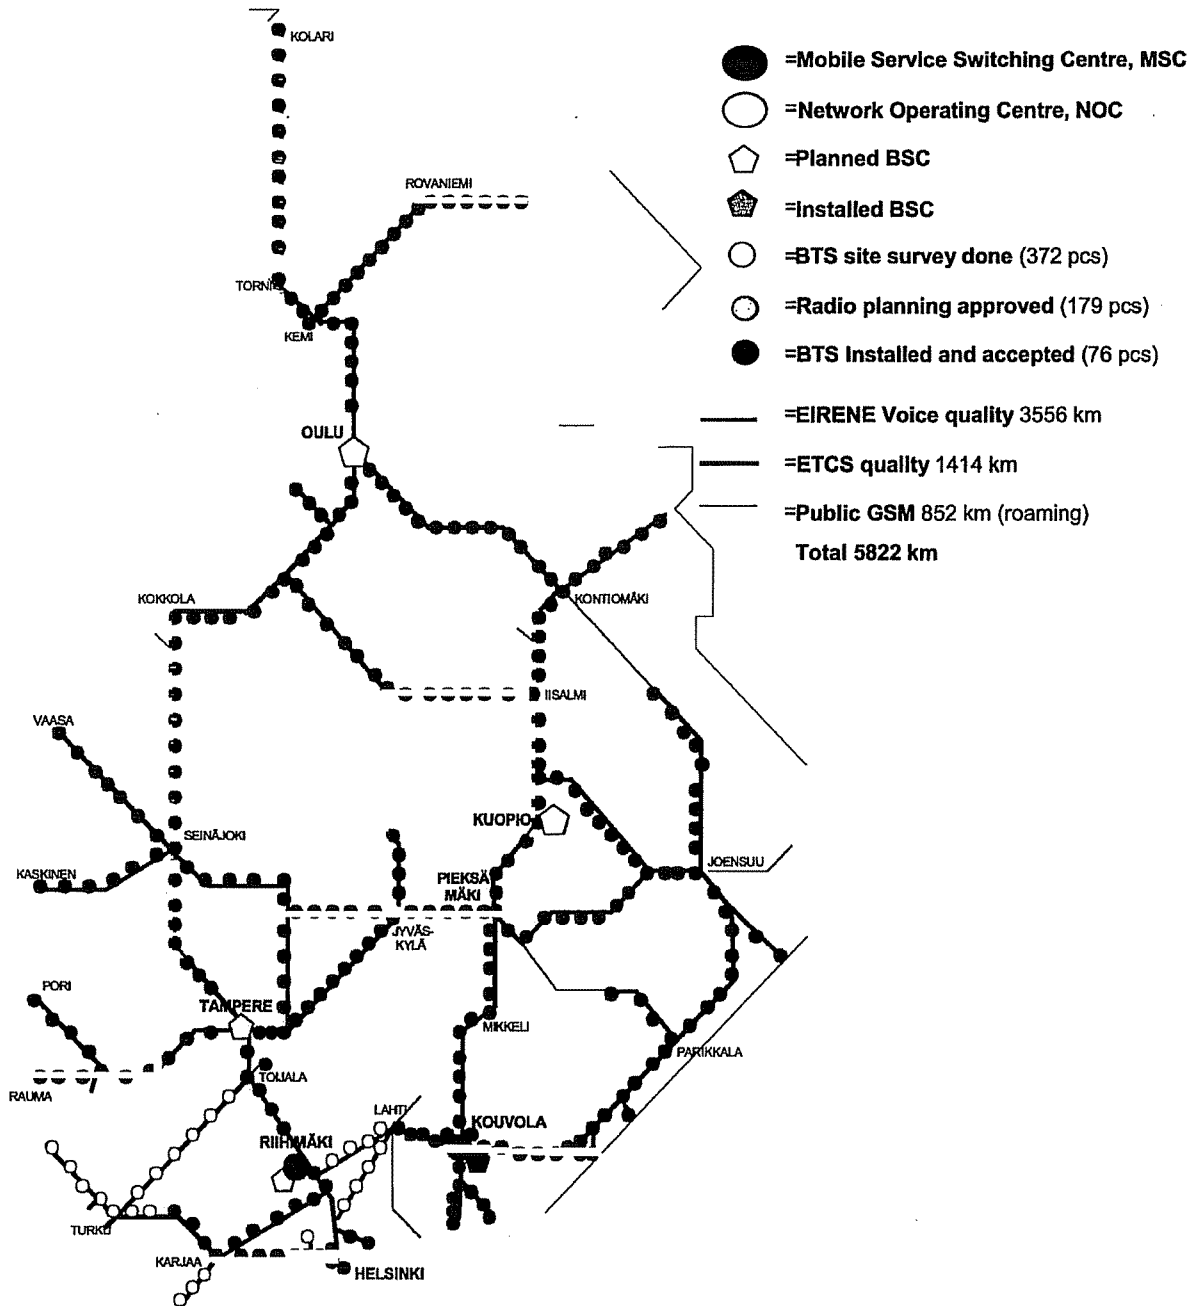 KOLARI
=Mobile Service Switching Centre, MSC
=Network Operating Centre, NOC
=Planned BSC
ROVANIEMI
=Installed BSC
=BTS site survey done (372 pcs)
TORNI
=Radio planning approved (179 pcs)
KEMI
=BTS Installed and accepted (76 pcs)
=EIRENE Voice quality 3556 km
OULU
=ETCS quality 1414 km
=Public GSM 852 km (roaming)
Total 5822 km
KOKKOLA
KONTIOMÄKI
IISALMI
VAASA
KUOPIO
SEINÄJOKI
JOENSUU
KASKINEN
PIEKSÄ
MÄKI
JYVÄS-
KYLÄ
PORI
TAMPERE
MIKKELI
PARIKKALA
TOIJALA
RAUMA
LAHTI
KOUVOLA
RIIHIMÄKI
TURKU
KARJAA
HELSINKI